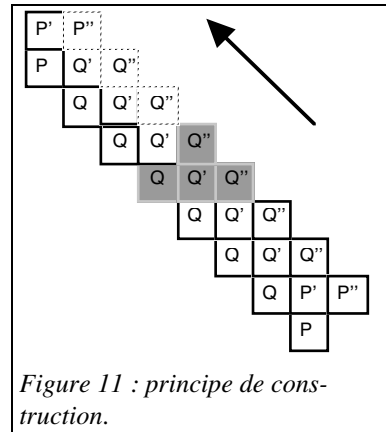 P' P''
P Q' Q''
Q Q' Q''
Q Q' Q''
Q Q' Q''
Q Q' Q''
Q Q' Q''
Q P' P''
P
Figure 11 : principe de cons-
truction.